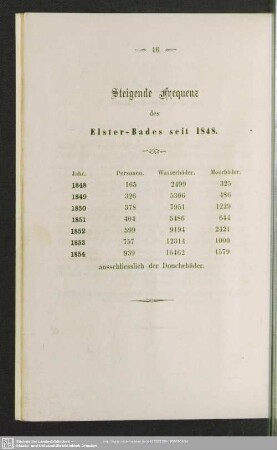 — 16 —
Steigende Frequenz
des
Elster-Bades seit 1848.
Jahr. Personen. Wannenbäder. Moorbäder.
1848 165 2499 325
1849 326 5306 486
1850 378 7951 1229
1851 404 5486 644
1852 599 9194 2421
1853 757 12314 1000
1854 939 16462 1579
ausschliesslich der Douchebäder.